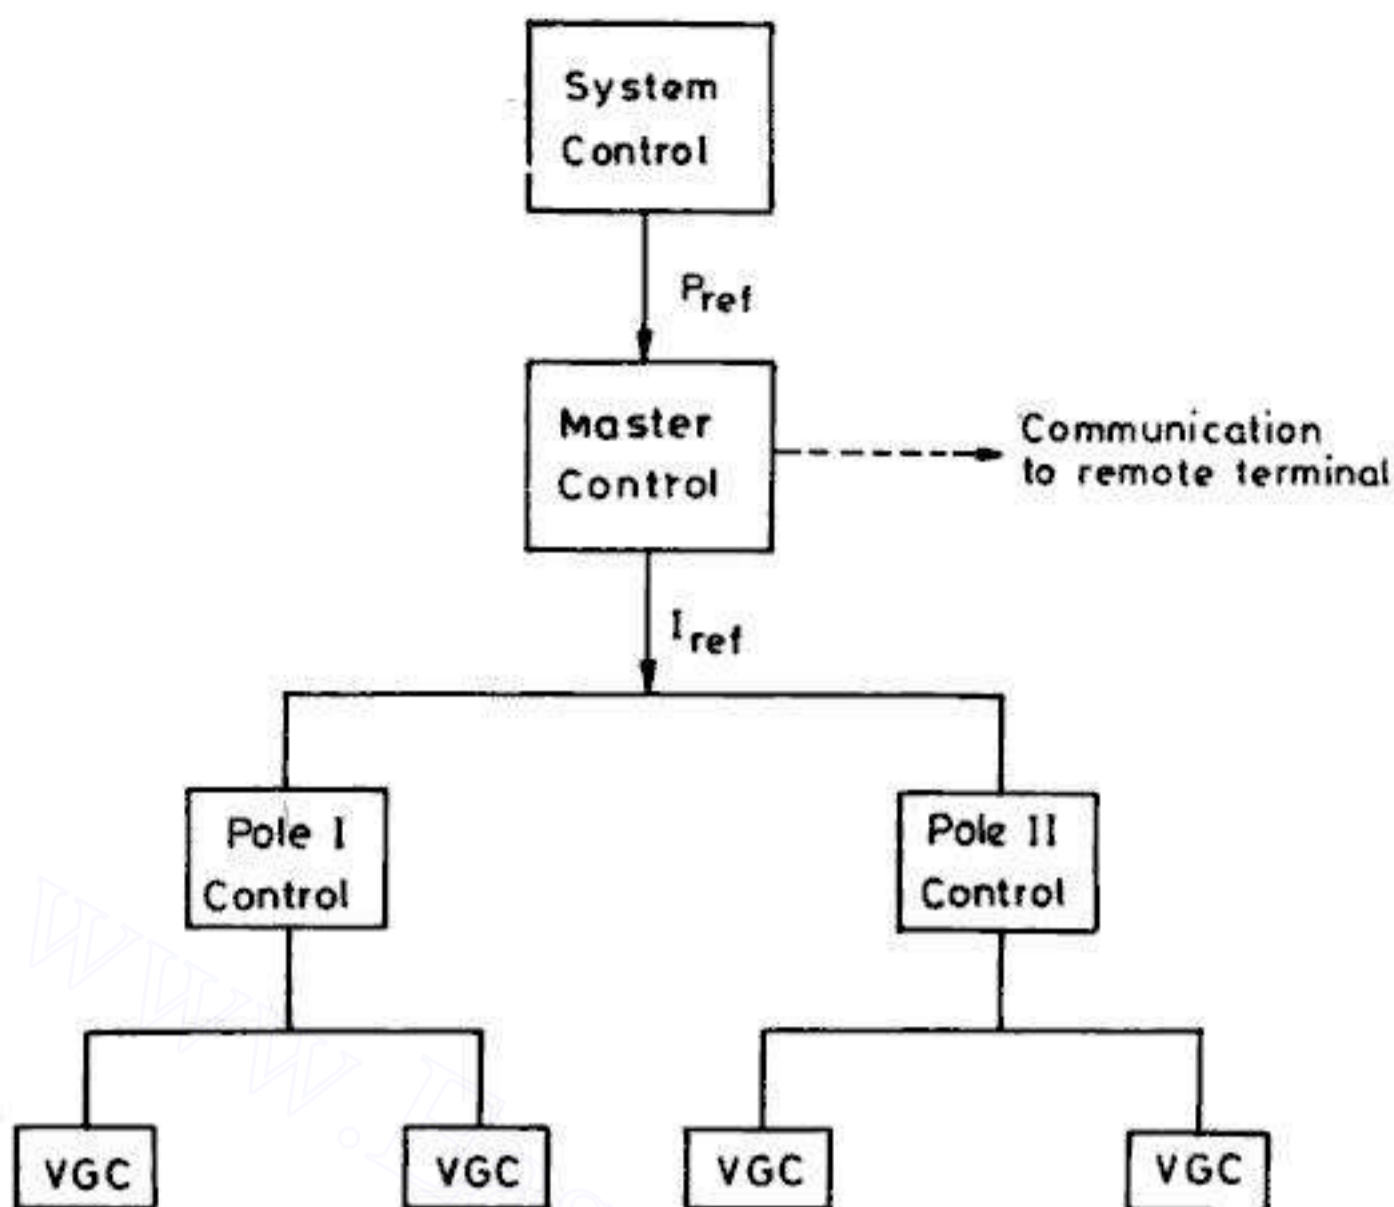 System
Control
Pref
Master
Control
Communication
to remote terminal
Iref
Pole I
Control
Pole II
Control
VGC
VGC
VGC
VGC
www.E